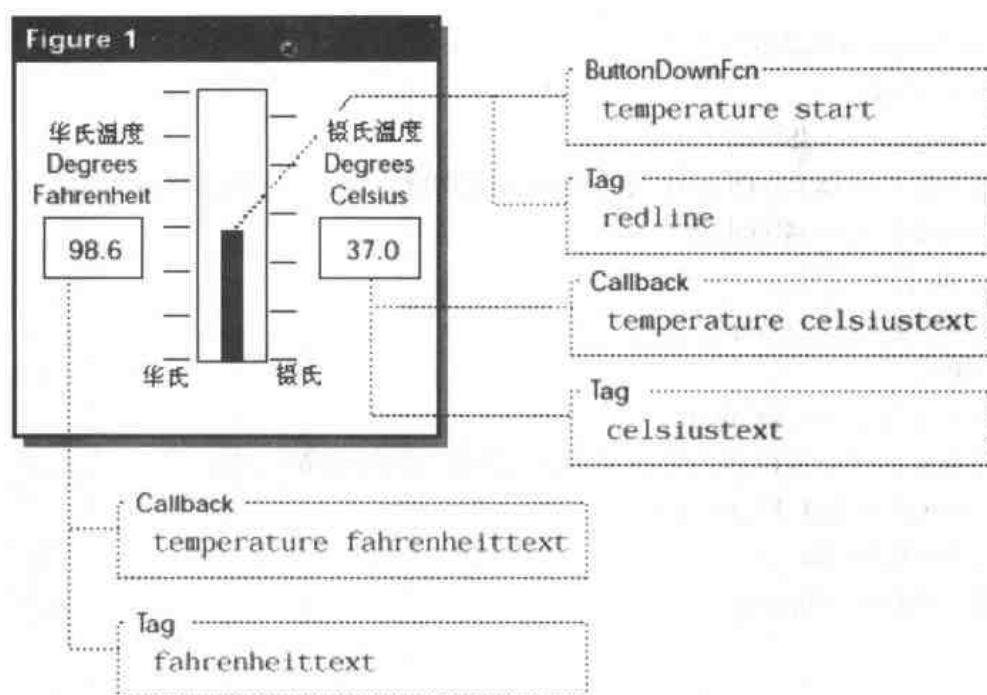 Figure 1
华氏温度
Degrees
Fahrenheit
98.6
摄氏温度
Degrees
Celsius
37.0
华氏
摄氏
ButtonDownFcn
temperature start
Tag
redline
Callback
temperature celsiustext
Tag
celsiustext
Callback
temperature fahrenheittext
Tag
fahrenheittext